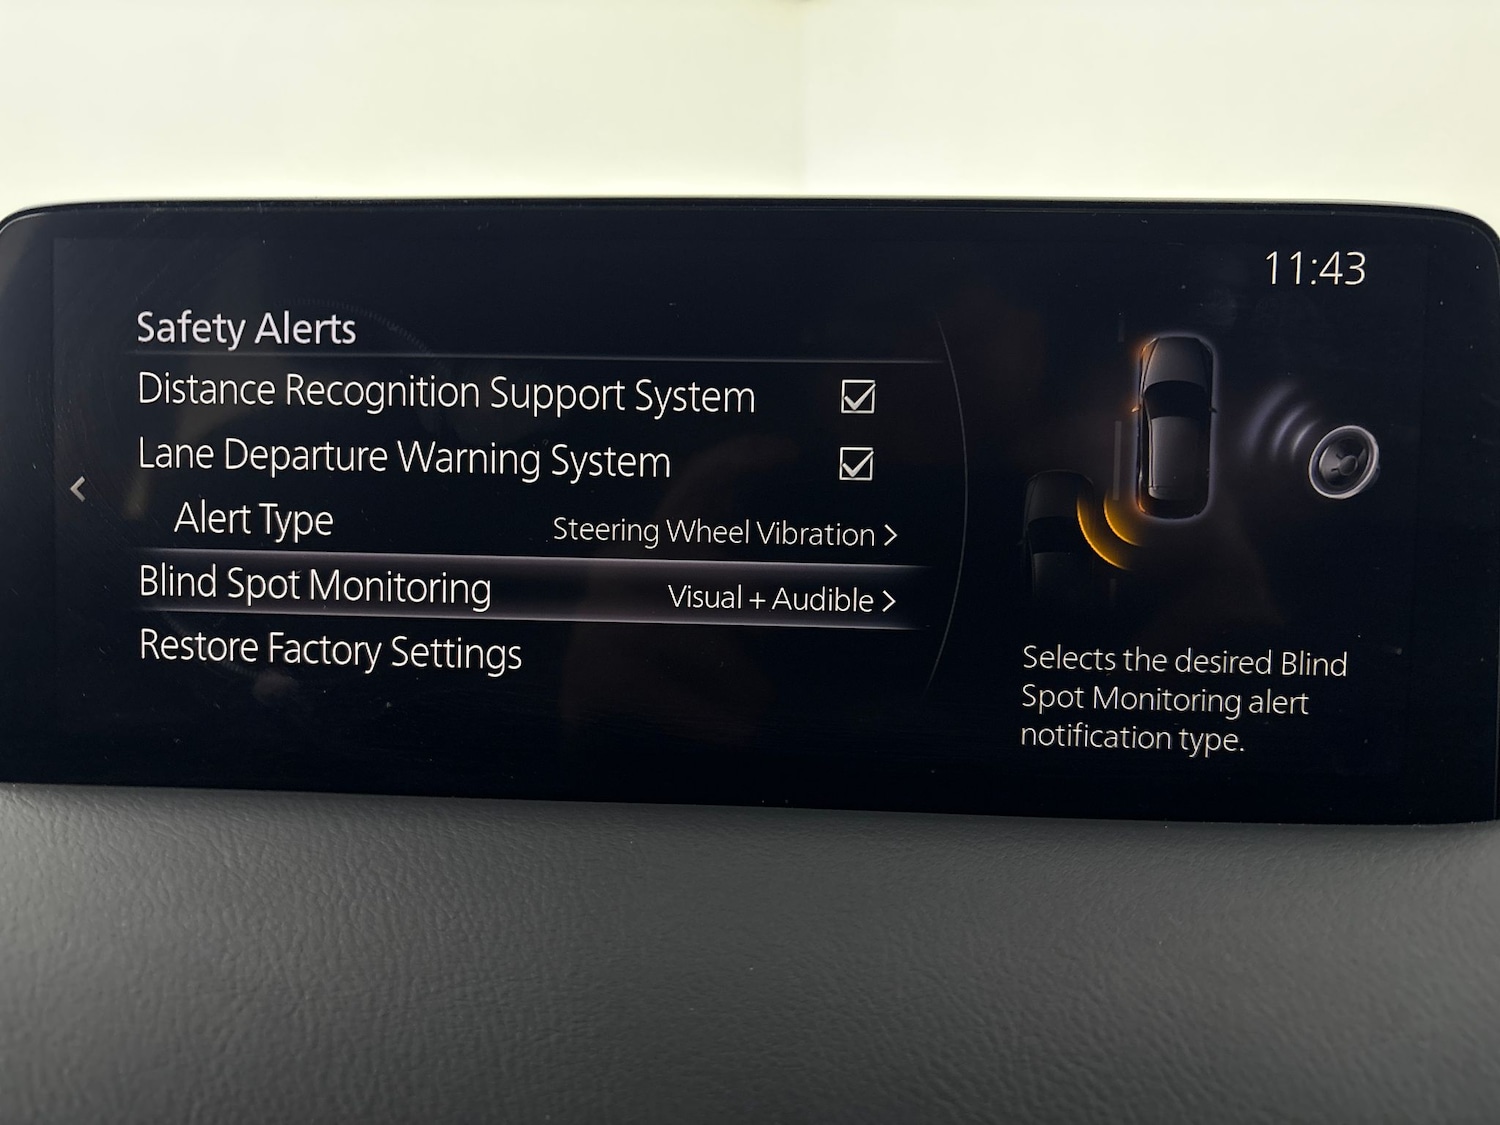 11:43
Safety Alerts
Distance Recognition Support System
Lane Departure Warning System
Alert Type Steering Wheel Vibration >
Blind Spot Monitoring Visual + Audible >
Restore Factory Settings
Selects the desired Blind
Spot Monitoring alert
notification type.